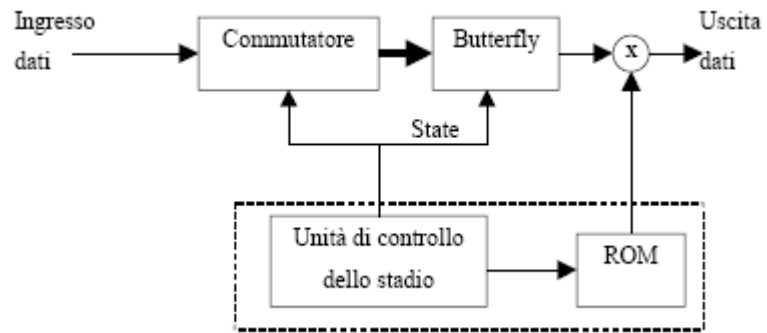 Ingresso
dati
Commutatore
Butterfly
x
Uscita
dati
State
Unità di controllo
dello stadio
ROM